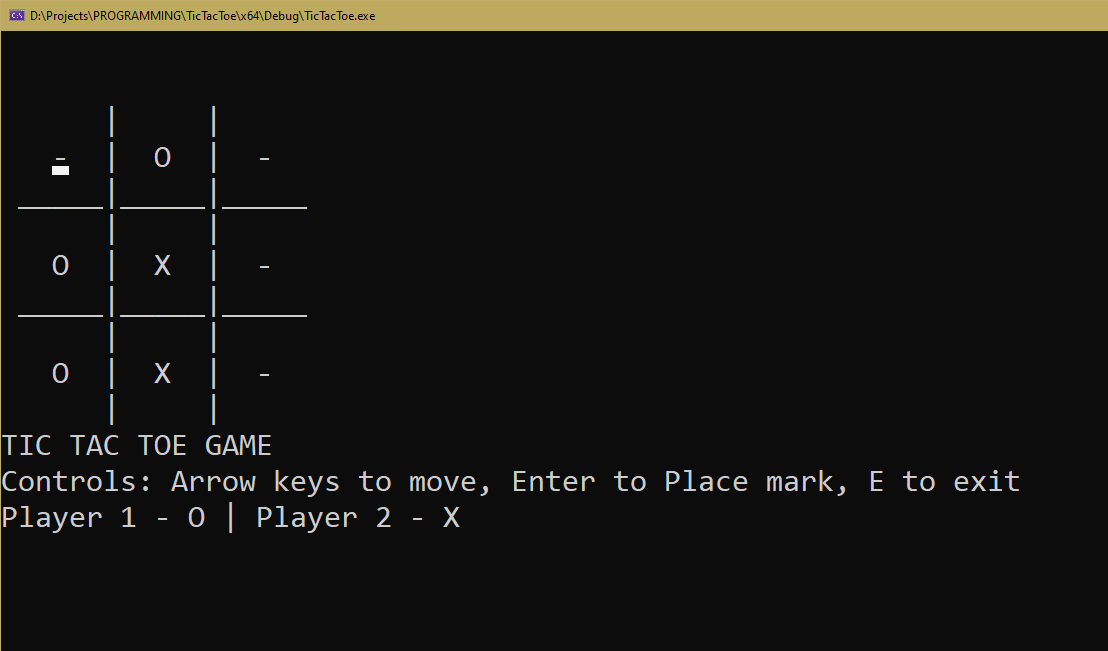 D:\Projects\PROGRAMMING\TicTacToe\x64\Debug\TicTacToe.exe
      |     |
   -  |  O  |  -
 _____|_____|_____
      |     |
   O  |  X  |  -
 _____|_____|_____
      |     |
   O  |  X  |  -
      |     |
TIC TAC TOE GAME
Controls: Arrow keys to move, Enter to Place mark, E to exit
Player 1 - O | Player 2 - X